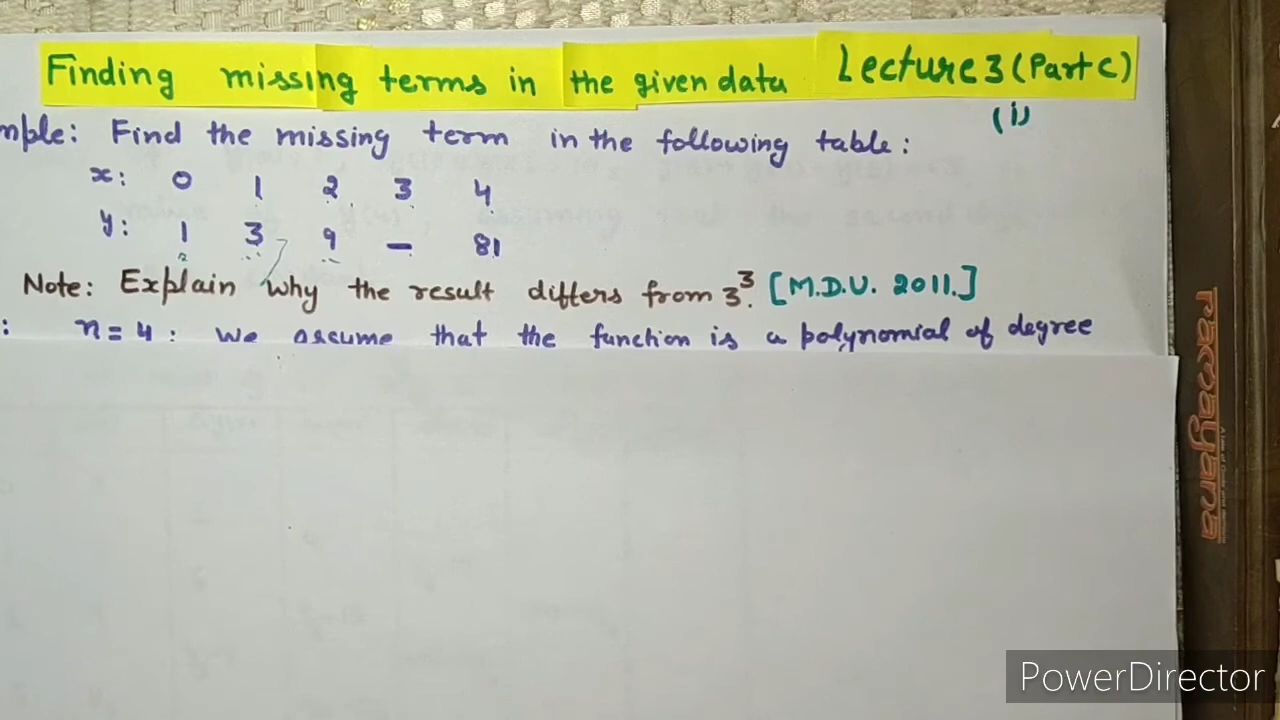 Finding missing terms in the given data Lecture 3 (Part C)
(i)
mple: Find the missing term in the following table:
x: 0 1 2 3 4
y: 1 3 9 — 81
Note: Explain why the result differs from 3³. [M.D.U. 2011.]
: n = 4: We assume that the function is a polynomial of degree
ramayana
PowerDirector